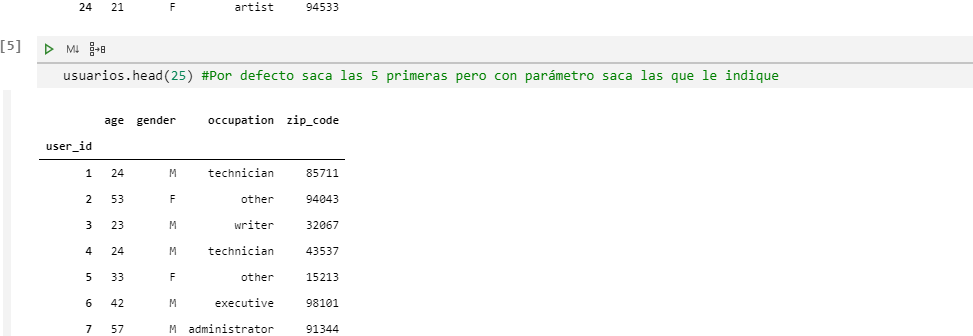 24 21 F artist 94533
[5]
M↓
usuarios.head(25) #Por defecto saca las 5 primeras pero con parámetro saca las que le indique
age gender occupation zip_code
user_id
1 24 M technician 85711
2 53 F other 94043
3 23 M writer 32067
4 24 M technician 43537
5 33 F other 15213
6 42 M executive 98101
7 57 M administrator 91344